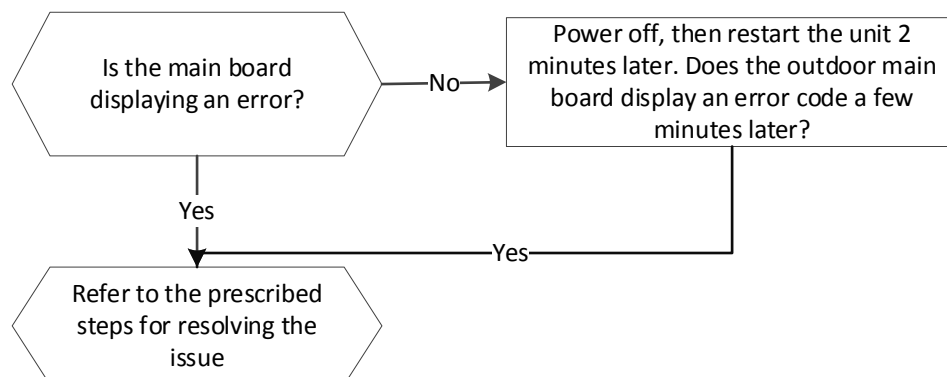 Is the main board
displaying an error?
No
Power off, then restart the unit 2
minutes later. Does the outdoor main
board display an error code a few
minutes later?
Yes
Yes
Refer to the prescribed
steps for resolving the
issue